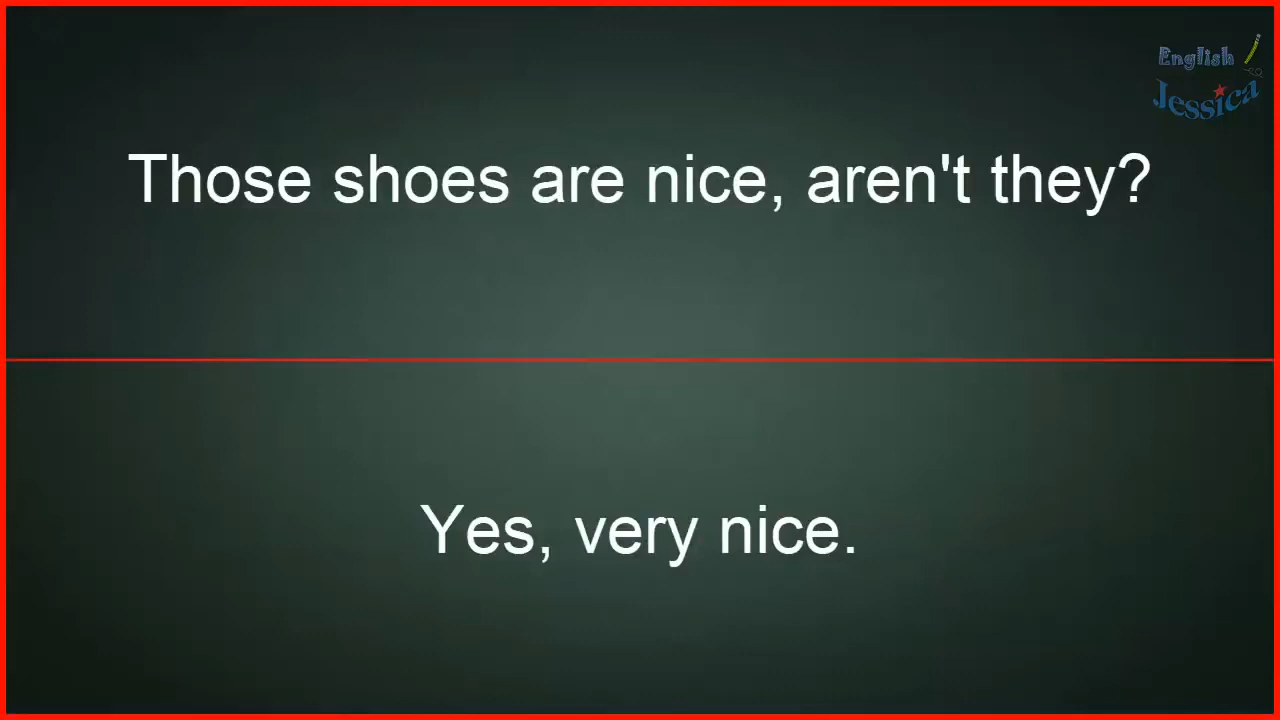 English
Jessica
Those shoes are nice, aren't they?
Yes, very nice.